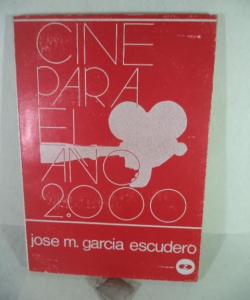 CINE
PARA
EL
AÑO
2.000
jose m. garcia escudero